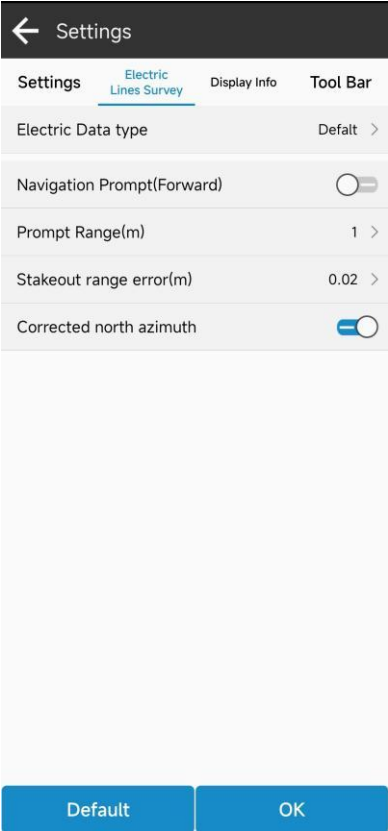 Settings
Settings
Electric
Lines Survey
Display Info
Tool Bar
Electric Data type
Defalt
Navigation Prompt(Forward)
Prompt Range(m)
1
Stakeout range error(m)
0.02
Corrected north azimuth
Default
OK